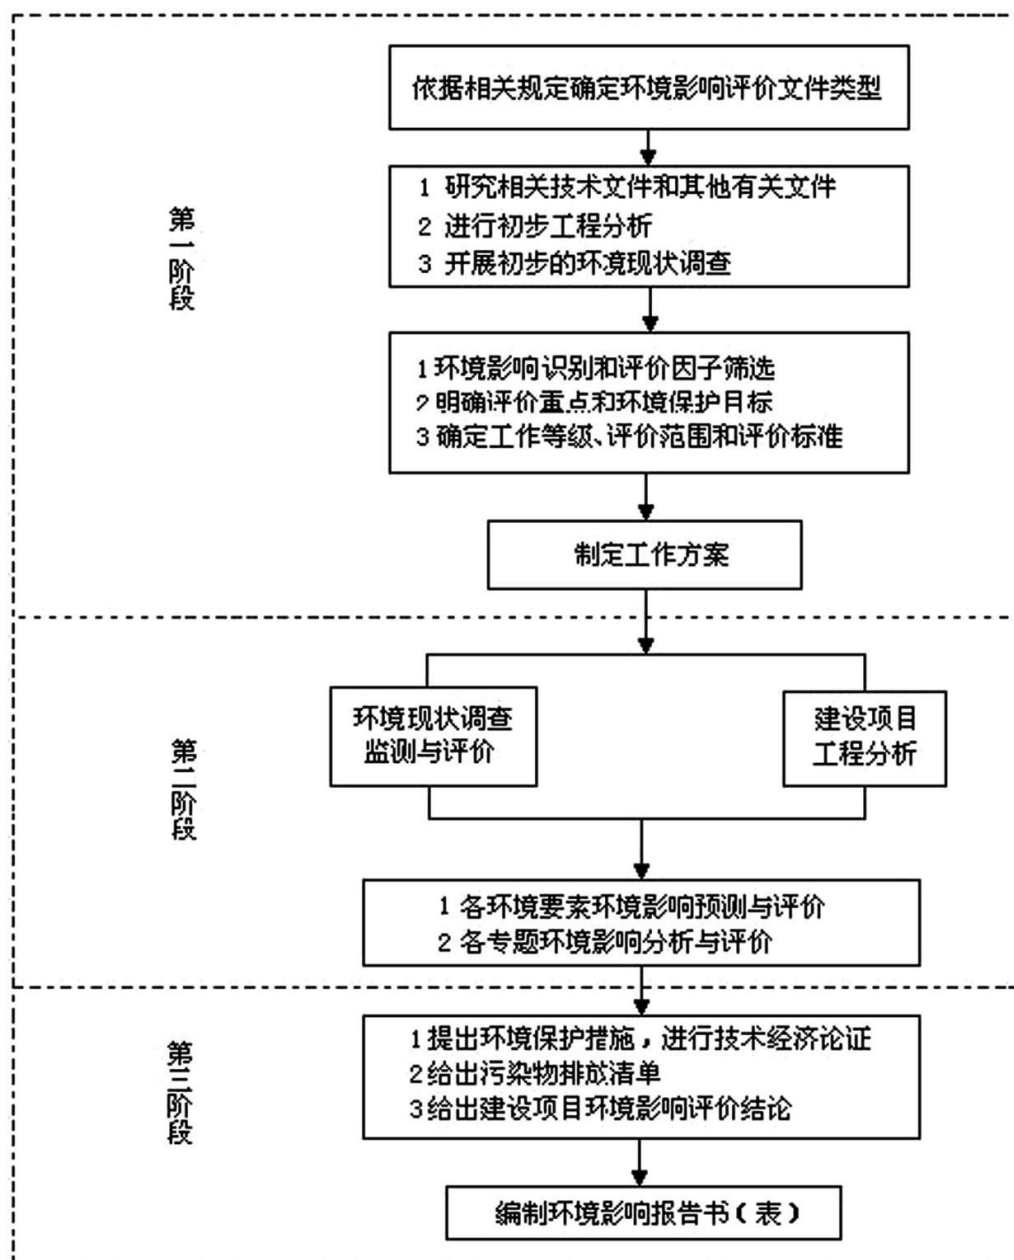 依据相关规定确定环境影响评价文件类型
第一阶段
1 研究相关技术文件和其他有关文件
2 进行初步工程分析
3 开展初步的环境现状调查
1环境影响识别和评价因子筛选
2明确评价重点和环境保护目标
3 确定工作等级、评价范围和评价标准
制定工作方案
第二阶段
环境现状调查
监测与评价
建设项目
工程分析
1 各环境要素环境影响预测与评价
2 各专题环境影响分析与评价
第三阶段
1提出环境保护措施，进行技术经济论证
2给出污染物排放清单
3给出建设项目环境影响评价结论
编制环境影响报告书（表）